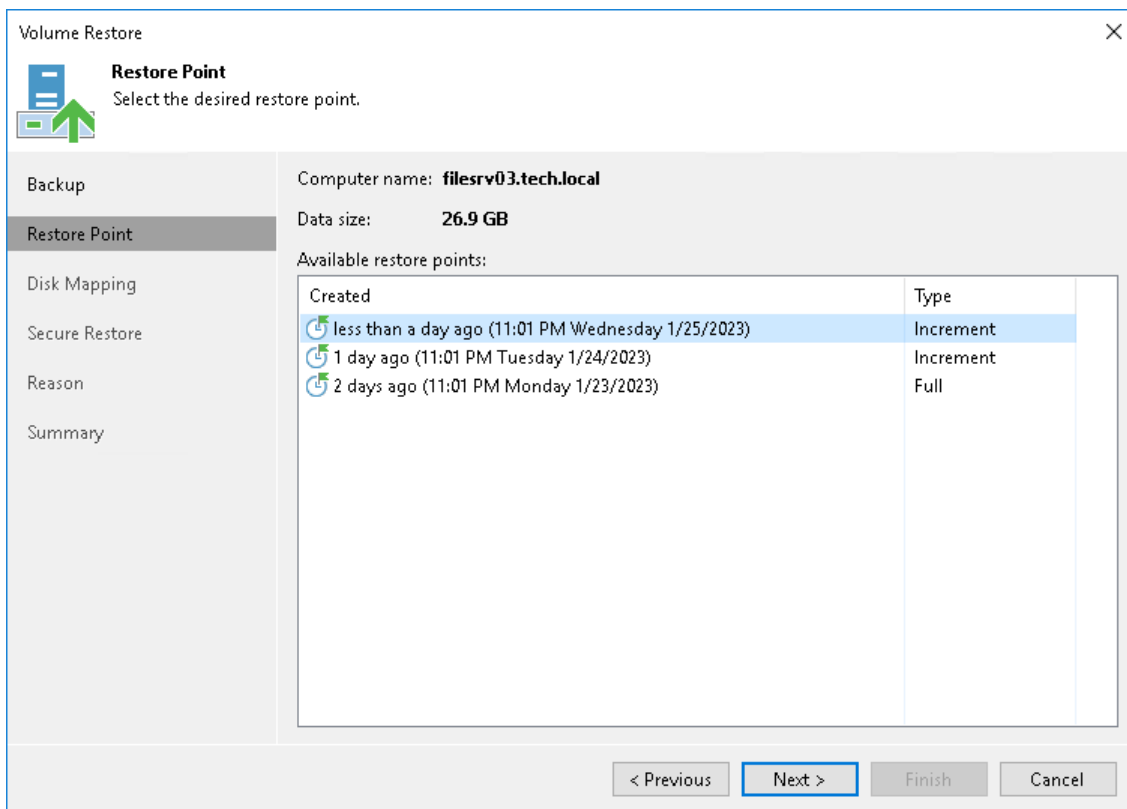 Volume Restore
Restore Point
Select the desired restore point.
Backup
Restore Point
Disk Mapping
Secure Restore
Reason
Summary
Computer name: filesrv03.tech.local
Data size: 26.9 GB
Available restore points:
Created Type
less than a day ago (11:01 PM Wednesday 1/25/2023) Increment
1 day ago (11:01 PM Tuesday 1/24/2023) Increment
2 days ago (11:01 PM Monday 1/23/2023) Full
< Previous Next > Finish Cancel